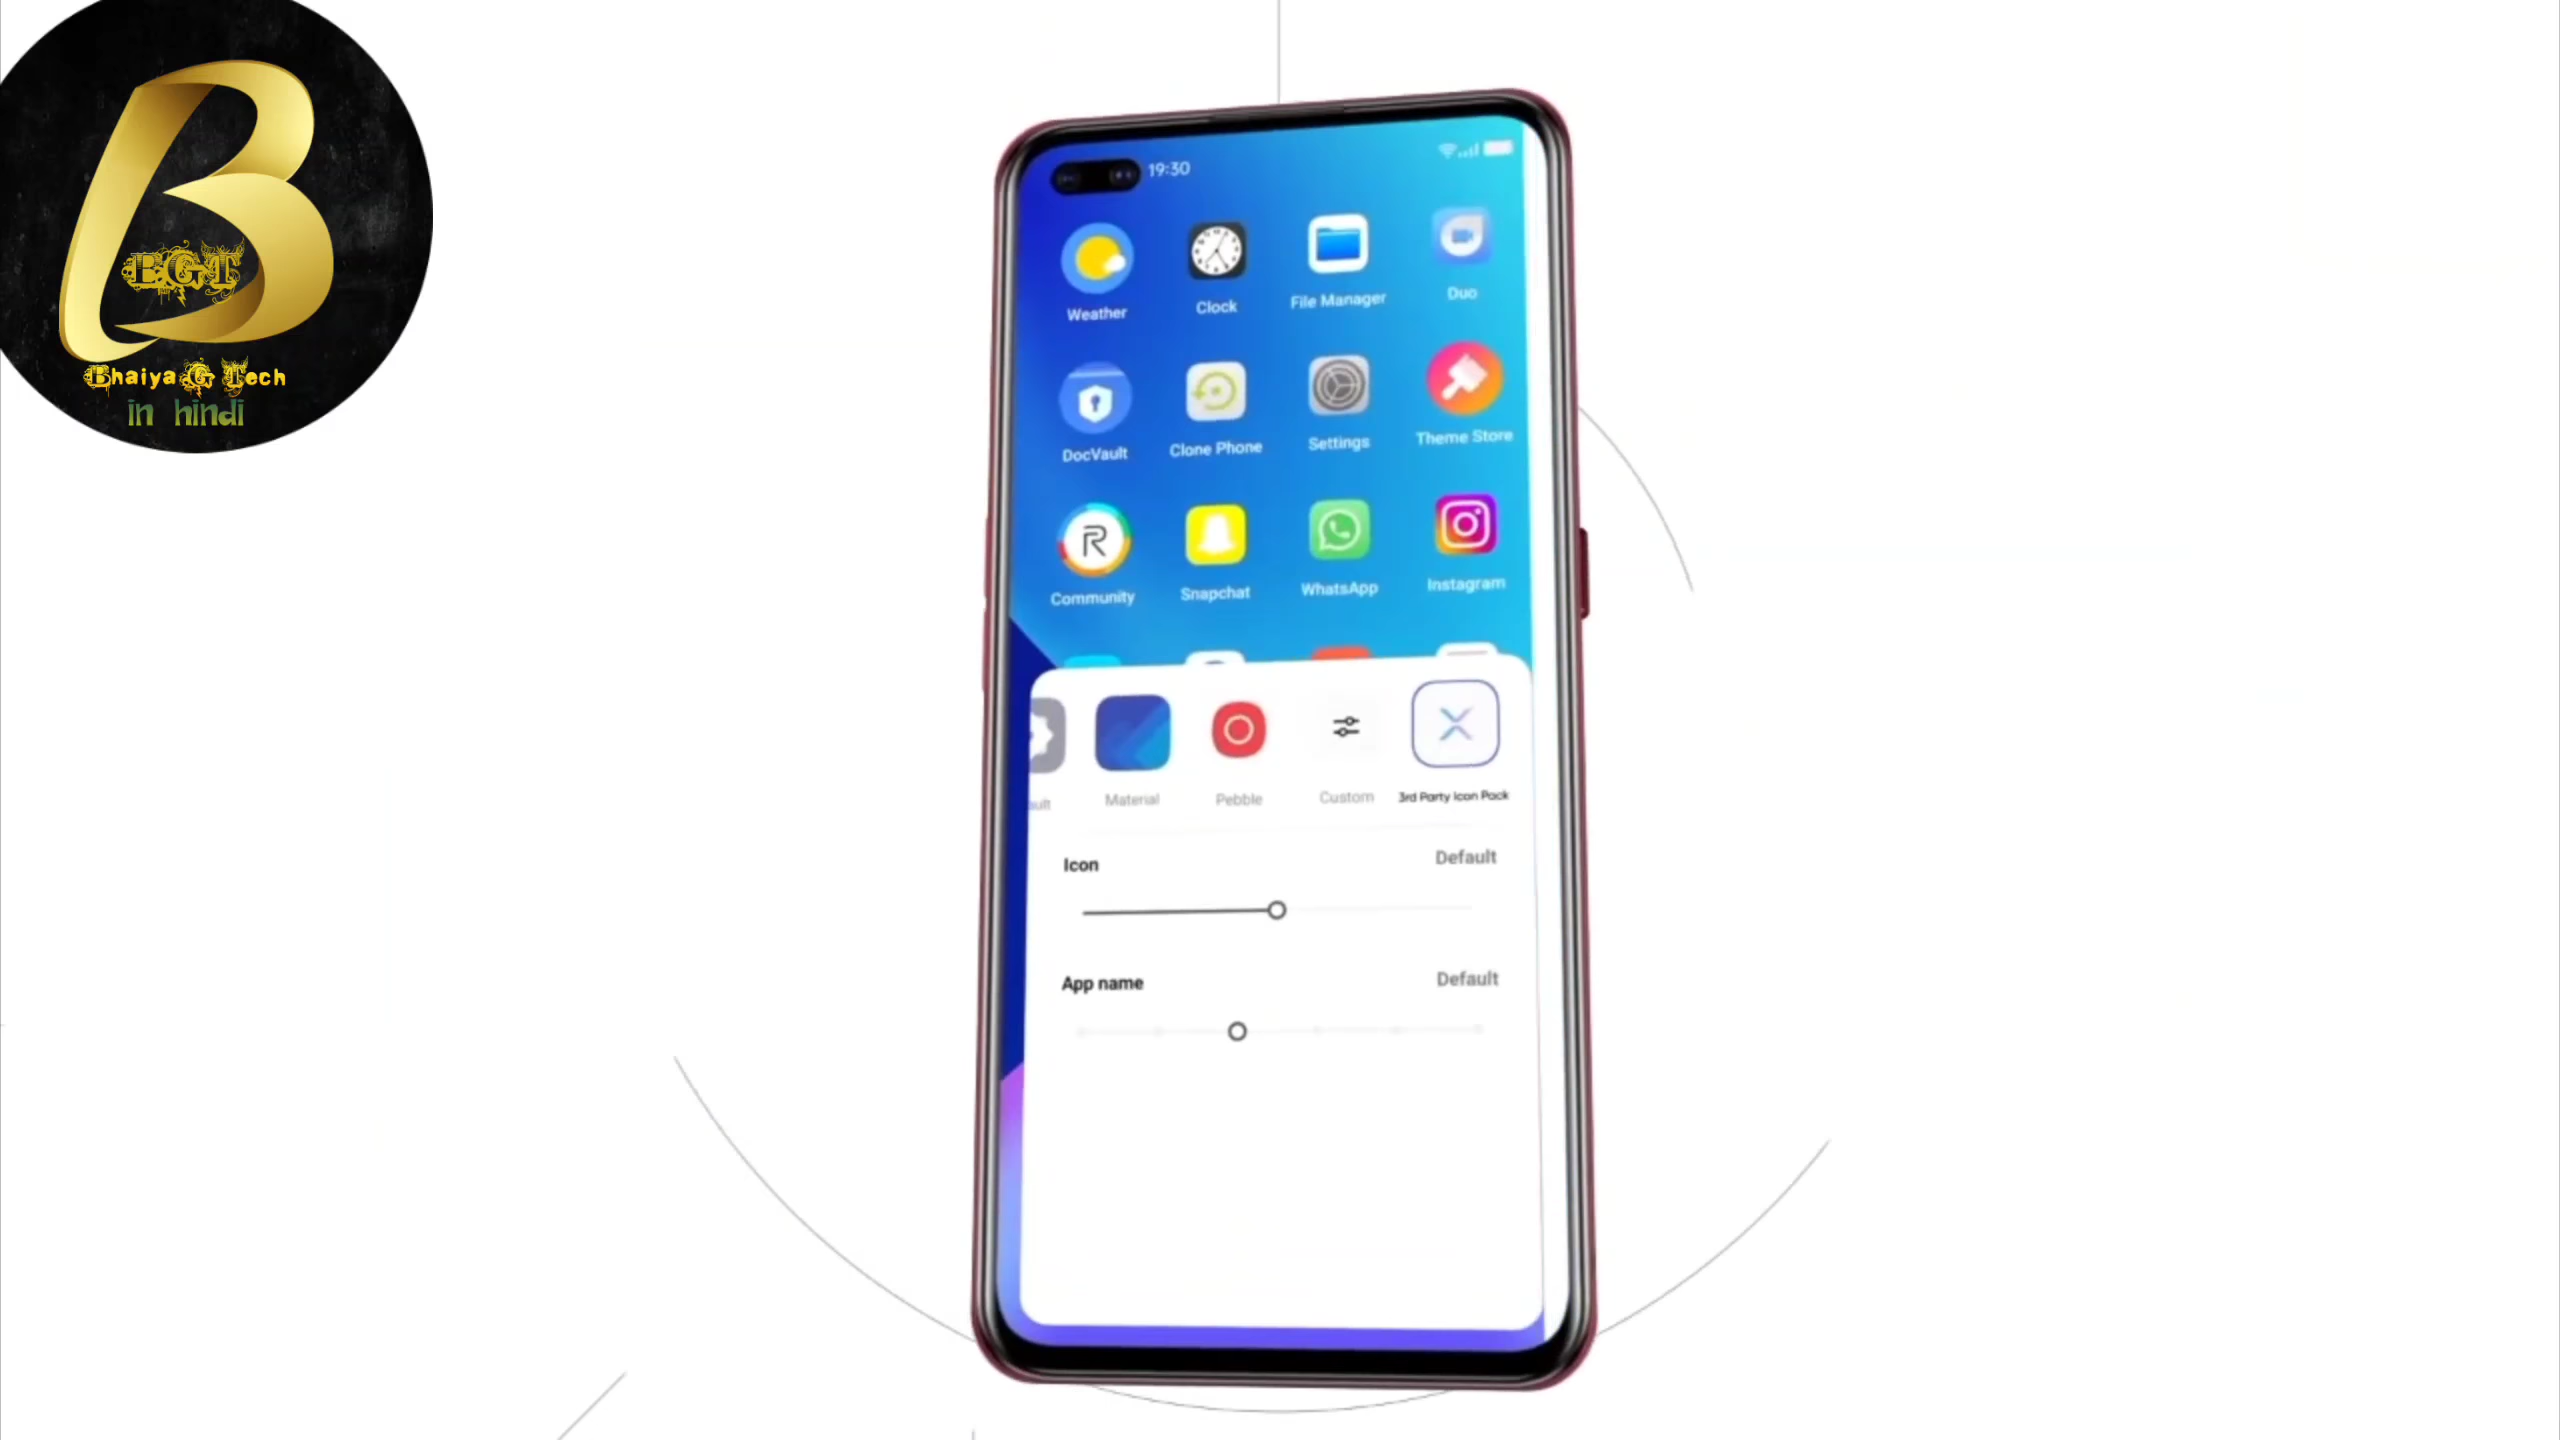 BGT
Bhaiya G Tech
in hindi
19:30
Weather
Clock
File Manager
Duo
DocVault
Clone Phone
Settings
Theme Store
Community
Snapchat
WhatsApp
Instagram
Material
Pebble
Custom
3rd Party Icon Pack
Icon
Default
App name
Default